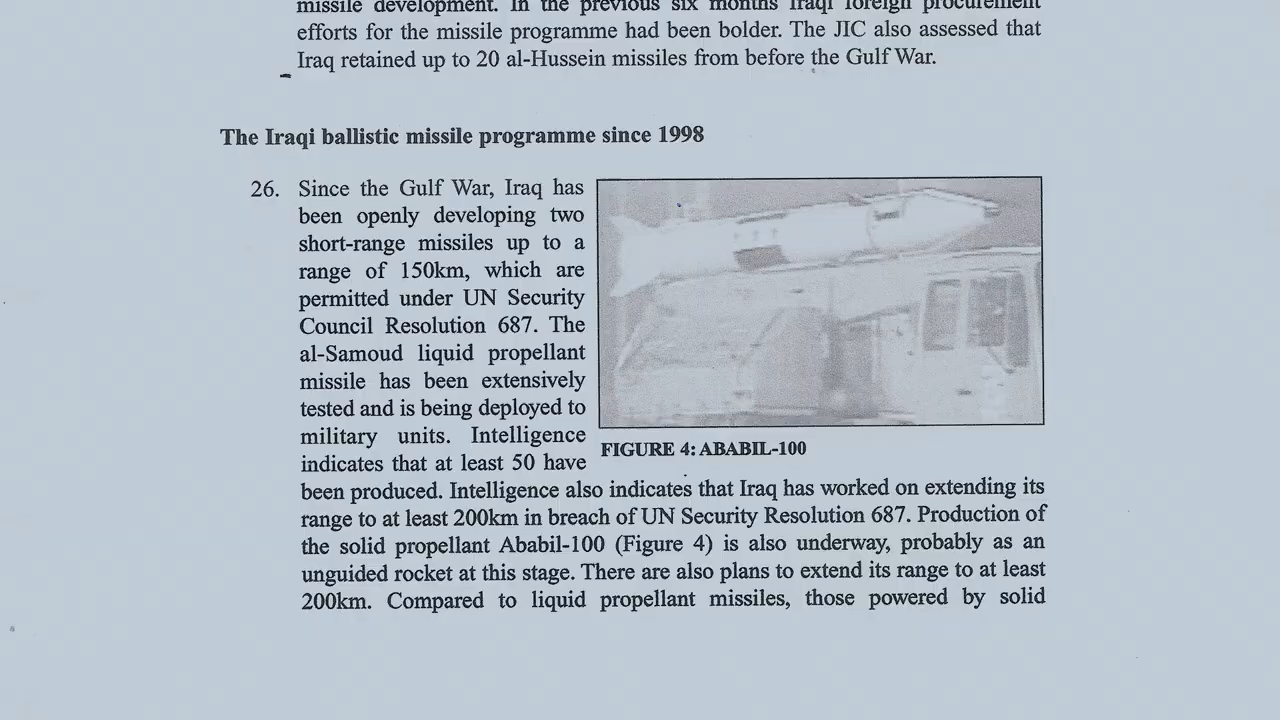 missile development. In the previous six months Iraqi foreign procurement
efforts for the missile programme had been bolder. The JIC also assessed that
Iraq retained up to 20 al-Hussein missiles from before the Gulf War.
The Iraqi ballistic missile programme since 1998
26. Since the Gulf War, Iraq has
been openly developing two
short-range missiles up to a
range of 150km, which are
permitted under UN Security
Council Resolution 687. The
al-Samoud liquid propellant
missile has been extensively
tested and is being deployed to
military units. Intelligence
indicates that at least 50 have
FIGURE 4: ABABIL-100
been produced. Intelligence also indicates that Iraq has worked on extending its
range to at least 200km in breach of UN Security Resolution 687. Production of
the solid propellant Ababil-100 (Figure 4) is also underway, probably as an
unguided rocket at this stage. There are also plans to extend its range to at least
200km. Compared to liquid propellant missiles, those powered by solid